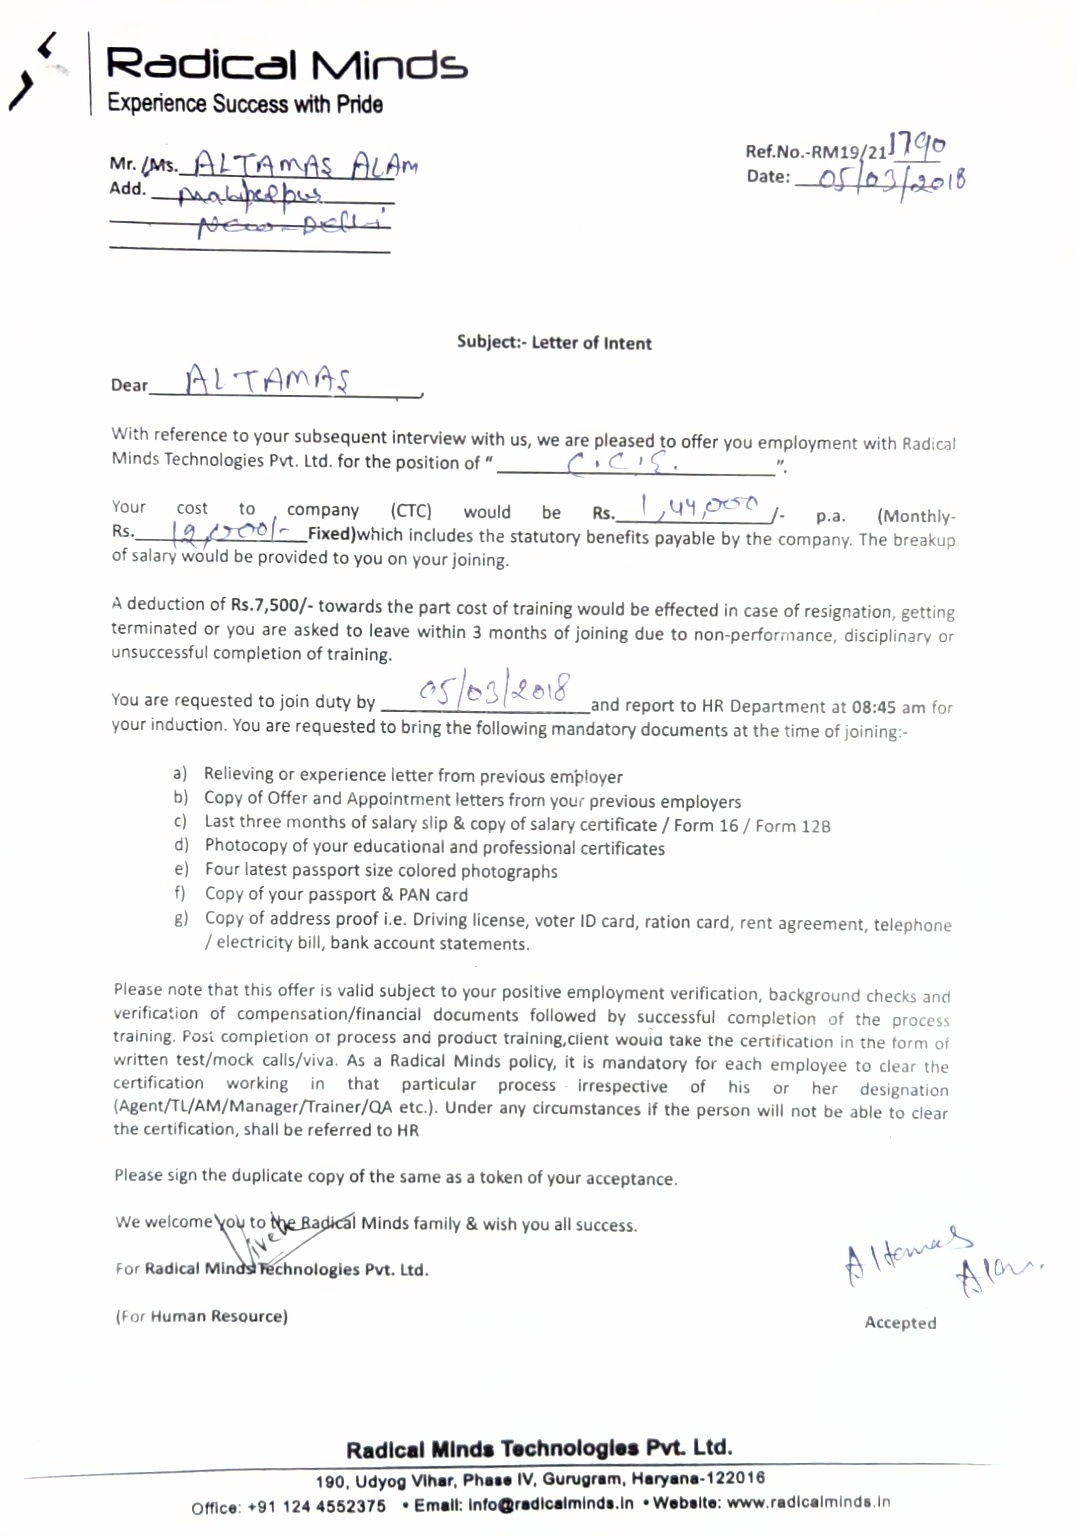 Radical Minds
Experience Success with Pride
Mr. /Ms. ALTAMAS ALAM
Ref.No.-RM19/21 1790
Add.
Date: 05/03/2018
New Delhi
Subject:- Letter of Intent
Dear ALTAMAS,
With reference to your subsequent interview with us, we are pleased to offer you employment with Radical
Minds Technologies Pvt. Ltd. for the position of " C.C.E. ".
Your cost to company (CTC) would be Rs. 1,44,000 /- p.a. (Monthly-
Rs. 12,000/- Fixed)which includes the statutory benefits payable by the company. The breakup
of salary would be provided to you on your joining.
A deduction of Rs.7,500/- towards the part cost of training would be effected in case of resignation, getting
terminated or you are asked to leave within 3 months of joining due to non-performance, disciplinary or
unsuccessful completion of training.
You are requested to join duty by 05/03/2018 and report to HR Department at 08:45 am for
your induction. You are requested to bring the following mandatory documents at the time of joining:-
a) Relieving or experience letter from previous employer
b) Copy of Offer and Appointment letters from your previous employers
c) Last three months of salary slip & copy of salary certificate / Form 16 / Form 12B
d) Photocopy of your educational and professional certificates
e) Four latest passport size colored photographs
f) Copy of your passport & PAN card
g) Copy of address proof i.e. Driving license, voter ID card, ration card, rent agreement, telephone
/ electricity bill, bank account statements.
Please note that this offer is valid subject to your positive employment verification, background checks and
verification of compensation/financial documents followed by successful completion of the process
training. Post completion of process and product training,client would take the certification in the form of
written test/mock calls/viva. As a Radical Minds policy, it is mandatory for each employee to clear the
certification working in that particular process irrespective of his or her designation
(Agent/TL/AM/Manager/Trainer/QA etc.). Under any circumstances if the person will not be able to clear
the certification, shall be referred to HR
Please sign the duplicate copy of the same as a token of your acceptance.
We welcome you to the Radical Minds family & wish you all success.
Vivek
Altamas
Alam.
For Radical Minds Technologies Pvt. Ltd.
(For Human Resource)
Accepted
Radical Minds Technologies Pvt. Ltd.
190, Udyog Vihar, Phase IV, Gurugram, Haryana-122016
Office: +91 124 4552375 • Email: info@radicalminds.in • Website: www.radicalminds.in